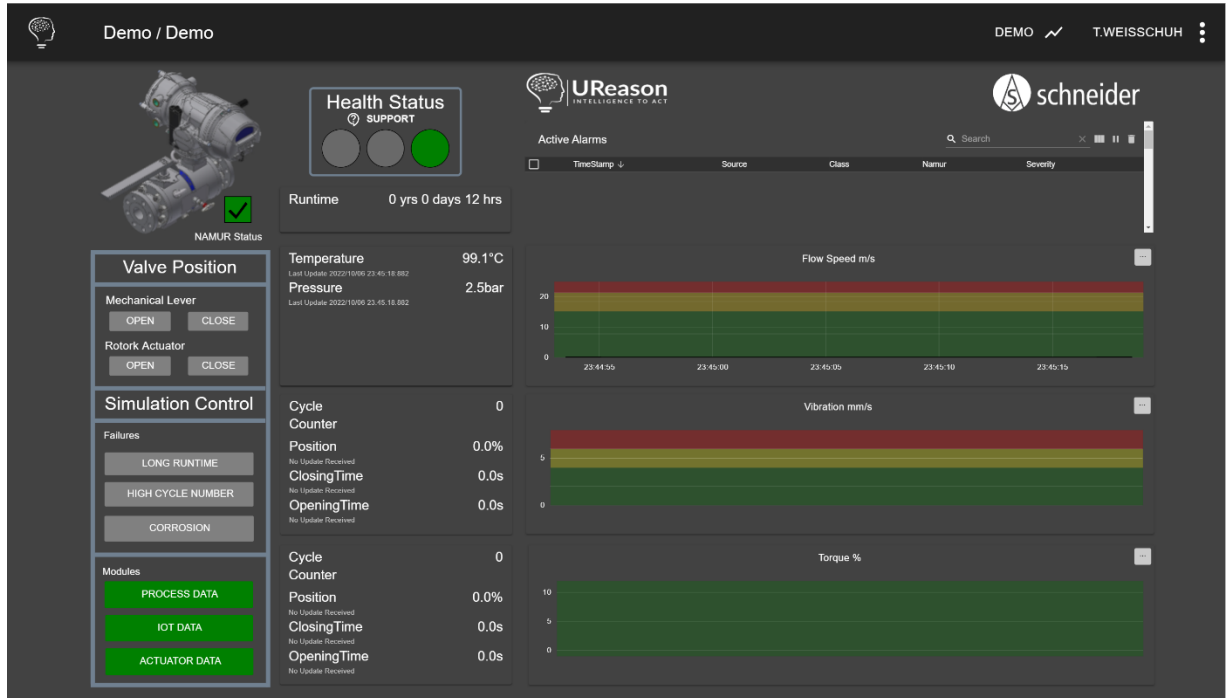 Demo / Demo
DEMO
T.WEISSCHUH
Health Status
SUPPORT
UReason
INTELLIGENCE TO ACT
schneider
Active Alarms
Search
TimeStamp ↓ Source Class Namur Severity
Runtime 0 yrs 0 days 12 hrs
NAMUR Status
Valve Position
Mechanical Lever
OPEN CLOSE
Rotork Actuator
OPEN CLOSE
Simulation Control
Failures
LONG RUNTIME
HIGH CYCLE NUMBER
CORROSION
Modules
PROCESS DATA
IOT DATA
ACTUATOR DATA
Temperature 99.1°C
Last Update 2022/10/06 23:45:18.882
Pressure 2.5bar
Last Update 2022/10/06 23:45:18.882
Cycle Counter 0
Position 0.0%
No Update Received
ClosingTime 0.0s
No Update Received
OpeningTime 0.0s
No Update Received
Cycle Counter 0
Position 0.0%
No Update Received
ClosingTime 0.0s
No Update Received
OpeningTime 0.0s
No Update Received
Flow Speed m/s
20
10
0
23:44:55 23:45:00 23:45:05 23:45:10 23:45:15
Vibration mm/s
5
0
Torque %
10
5
0